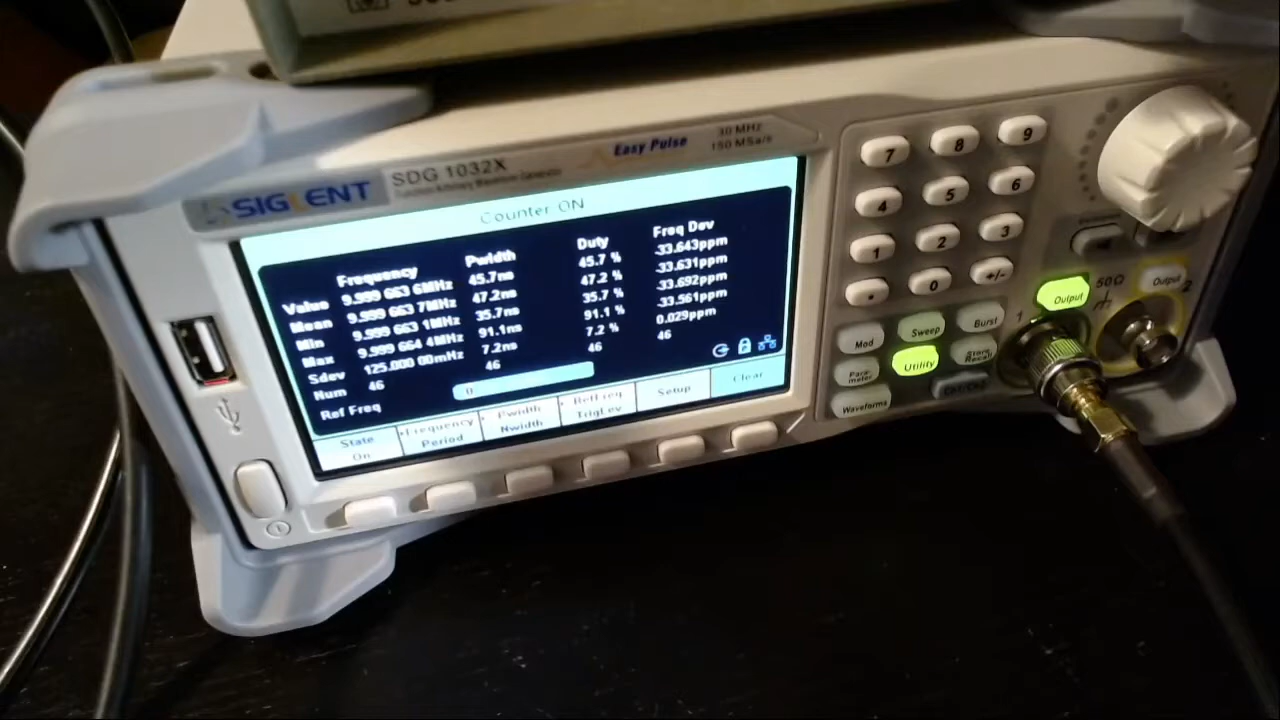 SIGLENT
SDG 1032X
Function/Arbitrary Waveform Generator
Easy Pulse
30 MHz
150 MSa/s
Counter ON
Frequency Pwidth Duty Freq Dev
Value 9.999 663 6MHz 45.7ns 45.7 % -33.643ppm
Mean 9.999 663 7MHz 47.2ns 47.2 % -33.631ppm
Min 9.999 663 1MHz 35.7ns 35.7 % -33.692ppm
Max 9.999 664 4MHz 91.1ns 91.1 % -33.561ppm
Sdev 125.000 00mHz 7.2ns 7.2 % 0.029ppm
Num 46 46 46 46
Ref Freq
State
On
Frequency
Period
Pwidth
Nwidth
RefFreq
TrigLev
Setup
Clear
7 8 9
4 5 6
1 2 3
. 0 +/-
Mod Sweep Burst
Parameter Utility Store Recall
Waveforms Ch1/Ch2
1 Output 50Ω Output 2